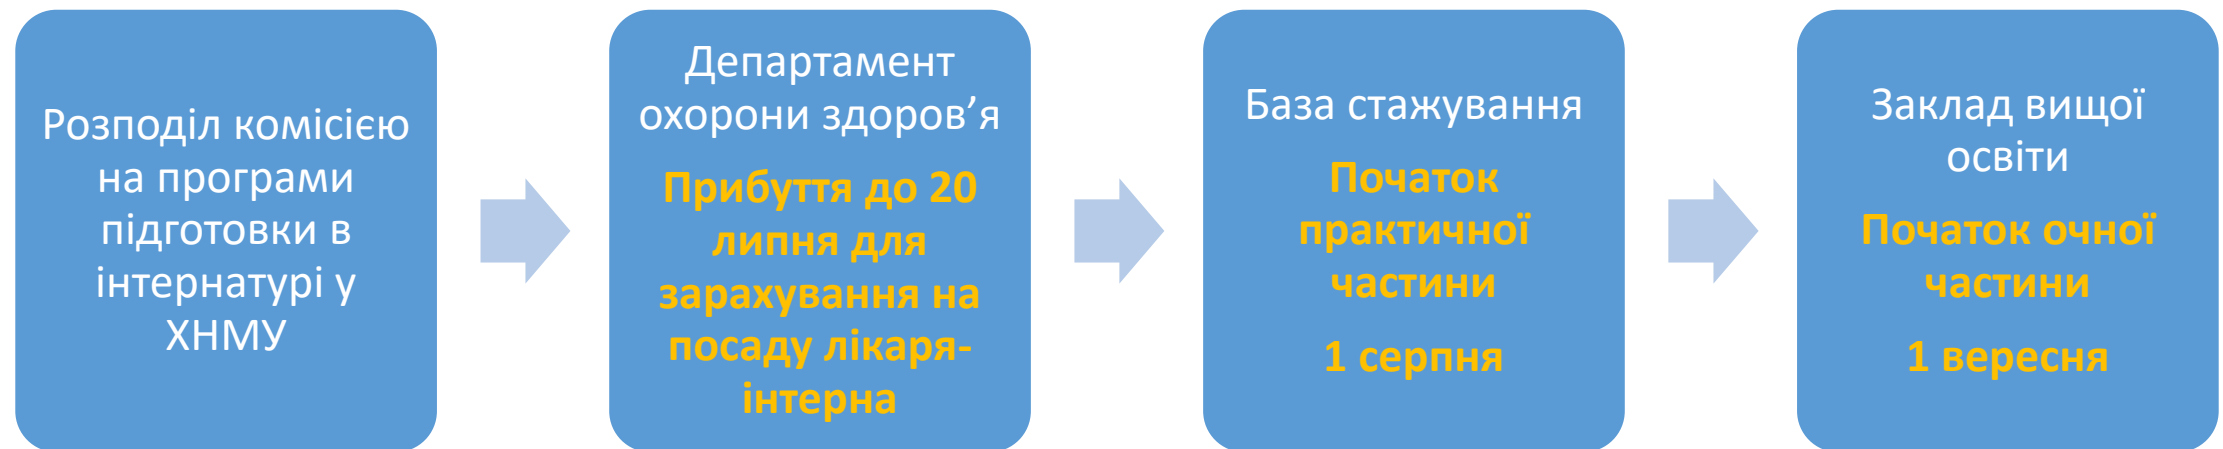 Розподіл комісією
на програми
підготовки в
інтернатурі у
ХНМУ
Департамент
охорони здоров’я
Прибуття до 20
липня для
зарахування на
посаду лікаря-
інтерна
База стажування
Початок
практичної
частини
1 серпня
Заклад вищої
освіти
Початок очної
частини
1 вересня